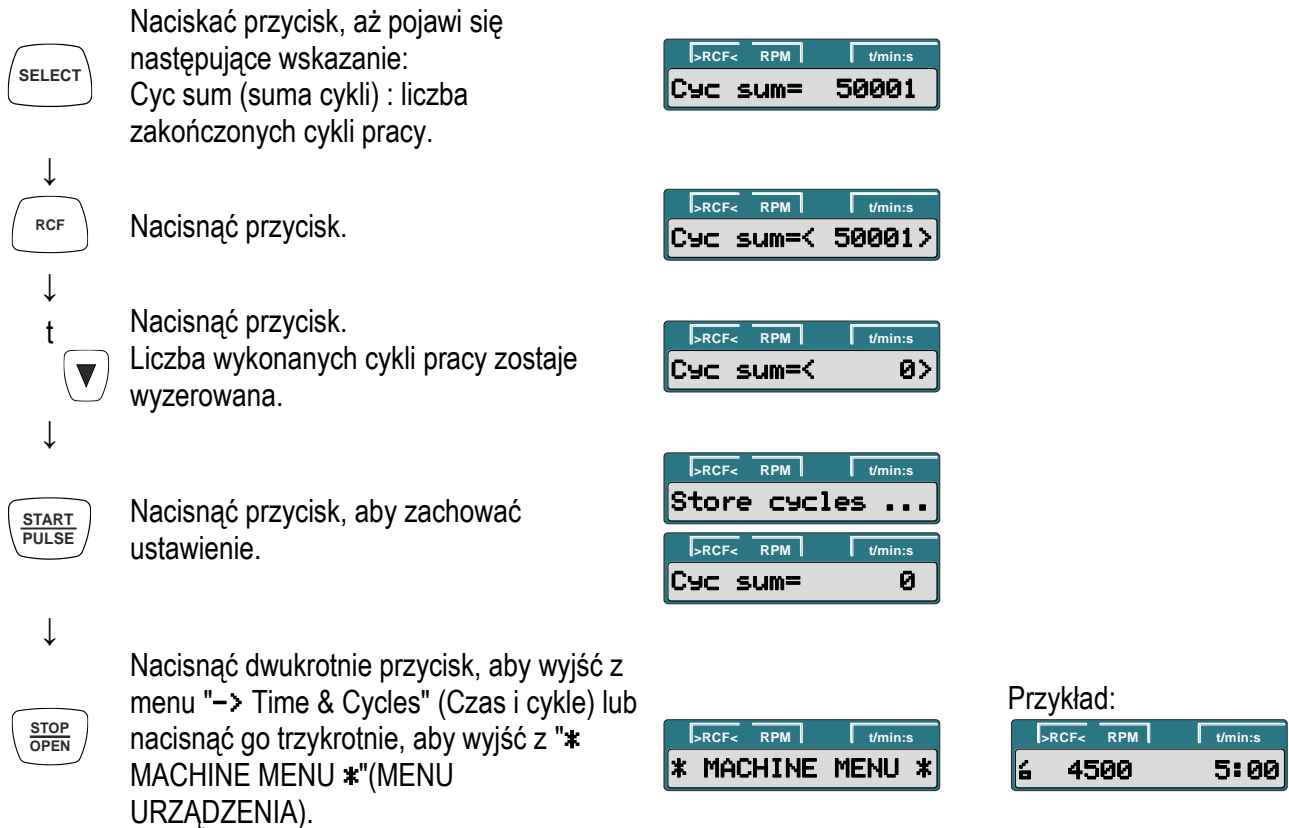 Naciskać przycisk, aż pojawi się
następujące wskazanie:
Cyc sum (suma cykli) : liczba
zakończonych cykli pracy.
SELECT
>RCF< RPM t/min:s
Cyc sum= 50001
↓
RCF
Nacisnąć przycisk.
>RCF< RPM t/min:s
Cyc sum=< 50001>
↓
t
▼
Nacisnąć przycisk.
Liczba wykonanych cykli pracy zostaje
wyzerowana.
>RCF< RPM t/min:s
Cyc sum=< 0>
↓
START
PULSE
Nacisnąć przycisk, aby zachować
ustawienie.
>RCF< RPM t/min:s
Store cycles ...
>RCF< RPM t/min:s
Cyc sum= 0
↓
STOP
OPEN
Nacisnąć dwukrotnie przycisk, aby wyjść z
menu "-> Time & Cycles" (Czas i cykle) lub
nacisnąć go trzykrotnie, aby wyjść z "*
MACHINE MENU *"(MENU
URZĄDZENIA).
>RCF< RPM t/min:s
* MACHINE MENU *
Przykład:
>RCF< RPM t/min:s
4500 5:00